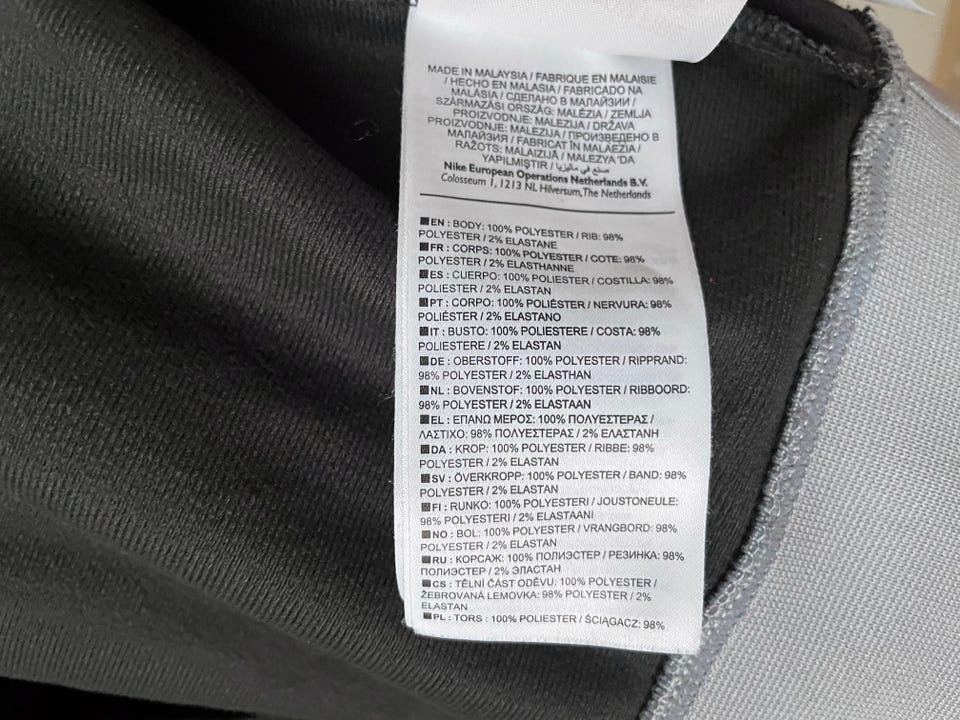 MADE IN MALAYSIA / FABRIQUE EN MALAISIE
/ HECHO EN MALASIA / FABRICADO NA
MALÁSIA / СДЕЛАНО В МАЛАЙЗИИ /
SZÁRMAZÁSI ORSZÁG: MALÉZIA / ZEMLJA
PROIZVODNJE: MALEZIJA / DRŽAVA
PROIZVODNJE: MALEZIJA / ПРОИЗВЕДЕНО В
МАЛАЙЗИЯ / FABRICAT ÎN MALAEZIA /
RAŽOTS: MALAIZIJĀ / MALEZYA 'DA
YAPILMIŞTIR / صنع في ماليزيا
Nike European Operations Netherlands B.V.
Colosseum 1, 1213 NL Hilversum, The Netherlands
EN : BODY: 100% POLYESTER / RIB: 98%
POLYESTER / 2% ELASTANE
FR : CORPS: 100% POLYESTER / COTE: 98%
POLYESTER / 2% ELASTHANNE
ES : CUERPO: 100% POLIESTER / COSTILLA: 98%
POLIESTER / 2% ELASTAN
PT : CORPO: 100% POLIÉSTER / NERVURA: 98%
POLIÉSTER / 2% ELASTANO
IT : BUSTO: 100% POLIESTERE / COSTA: 98%
POLIESTERE / 2% ELASTAN
DE : OBERSTOFF: 100% POLYESTER / RIPPRAND:
98% POLYESTER / 2% ELASTHAN
NL : BOVENSTOF: 100% POLYESTER / RIBBOORD:
98% POLYESTER / 2% ELASTAAN
EL : ΕΠΑΝΩ ΜΕΡΟΣ: 100% ΠΟΛΥΕΣΤΕΡΑΣ /
ΛΑΣΤΙΧΟ: 98% ΠΟΛΥΕΣΤΕΡΑΣ / 2% ΕΛΑΣΤΑΝΗ
DA : KROP: 100% POLYESTER / RIBBE: 98%
POLYESTER / 2% ELASTAN
SV : ÖVERKROPP: 100% POLYESTER / BAND: 98%
POLYESTER / 2% ELASTAN
FI : RUNKO: 100% POLYESTERI / JOUSTONEULE:
98% POLYESTERI / 2% ELASTAANI
NO : BOL: 100% POLYESTER / VRANGBORD: 98%
POLYESTER / 2% ELASTAN
RU : КОРСАЖ: 100% ПОЛИЭСТЕР / РЕЗИНКА: 98%
ПОЛИЭСТЕР / 2% ЭЛАСТАН
CS : TĚLNÍ ČÁST ODĚVU: 100% POLYESTER /
ŽEBROVANÁ LEMOVKA: 98% POLYESTER / 2%
ELASTAN
PL : TORS : 100% POLIESTER / ŚCIĄGACZ: 98%